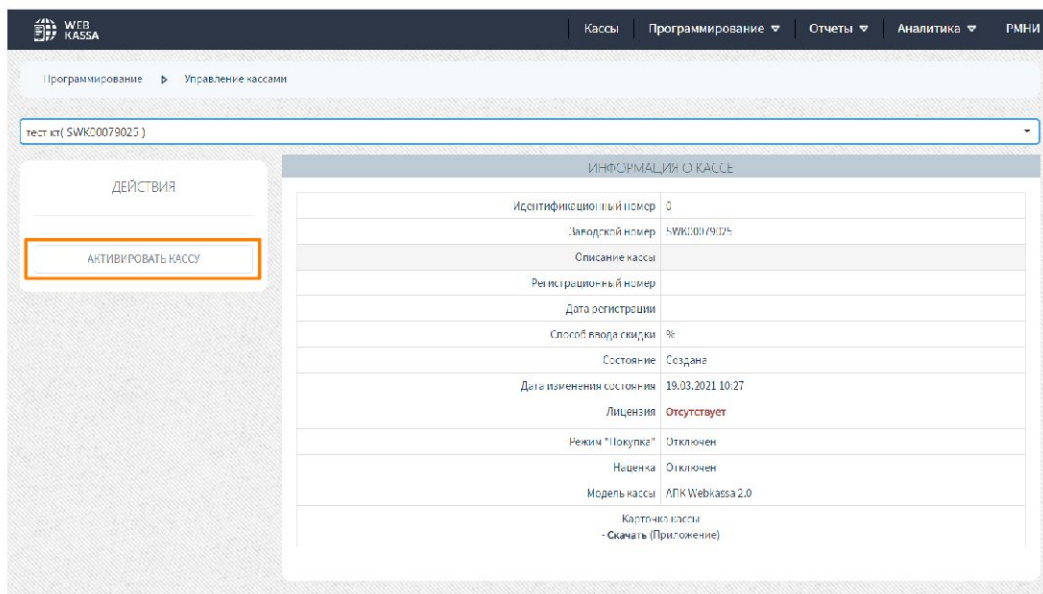 WEB
KASSA
Кассы Программирование Отчеты Аналитика РМНИ
Программирование Управление кассами
тест кт( SWK00079025 )
ДЕЙСТВИЯ
АКТИВИРОВАТЬ КАССУ
ИНФОРМАЦИЯ О КАССЕ
Идентификационный номер 0
Заводской номер SWK00079025
Описание кассы
Регистрационный номер
Дата регистрации
Способ ввода скидки %
Состояние Создана
Дата изменения состояния 19.03.2021 10:27
Лицензия Отсутствует
Режим "Покупка" Отключен
Наценка Отключен
Модель кассы АПК Webkassa 2.0
Карточка кассы
- Скачать (Приложение)